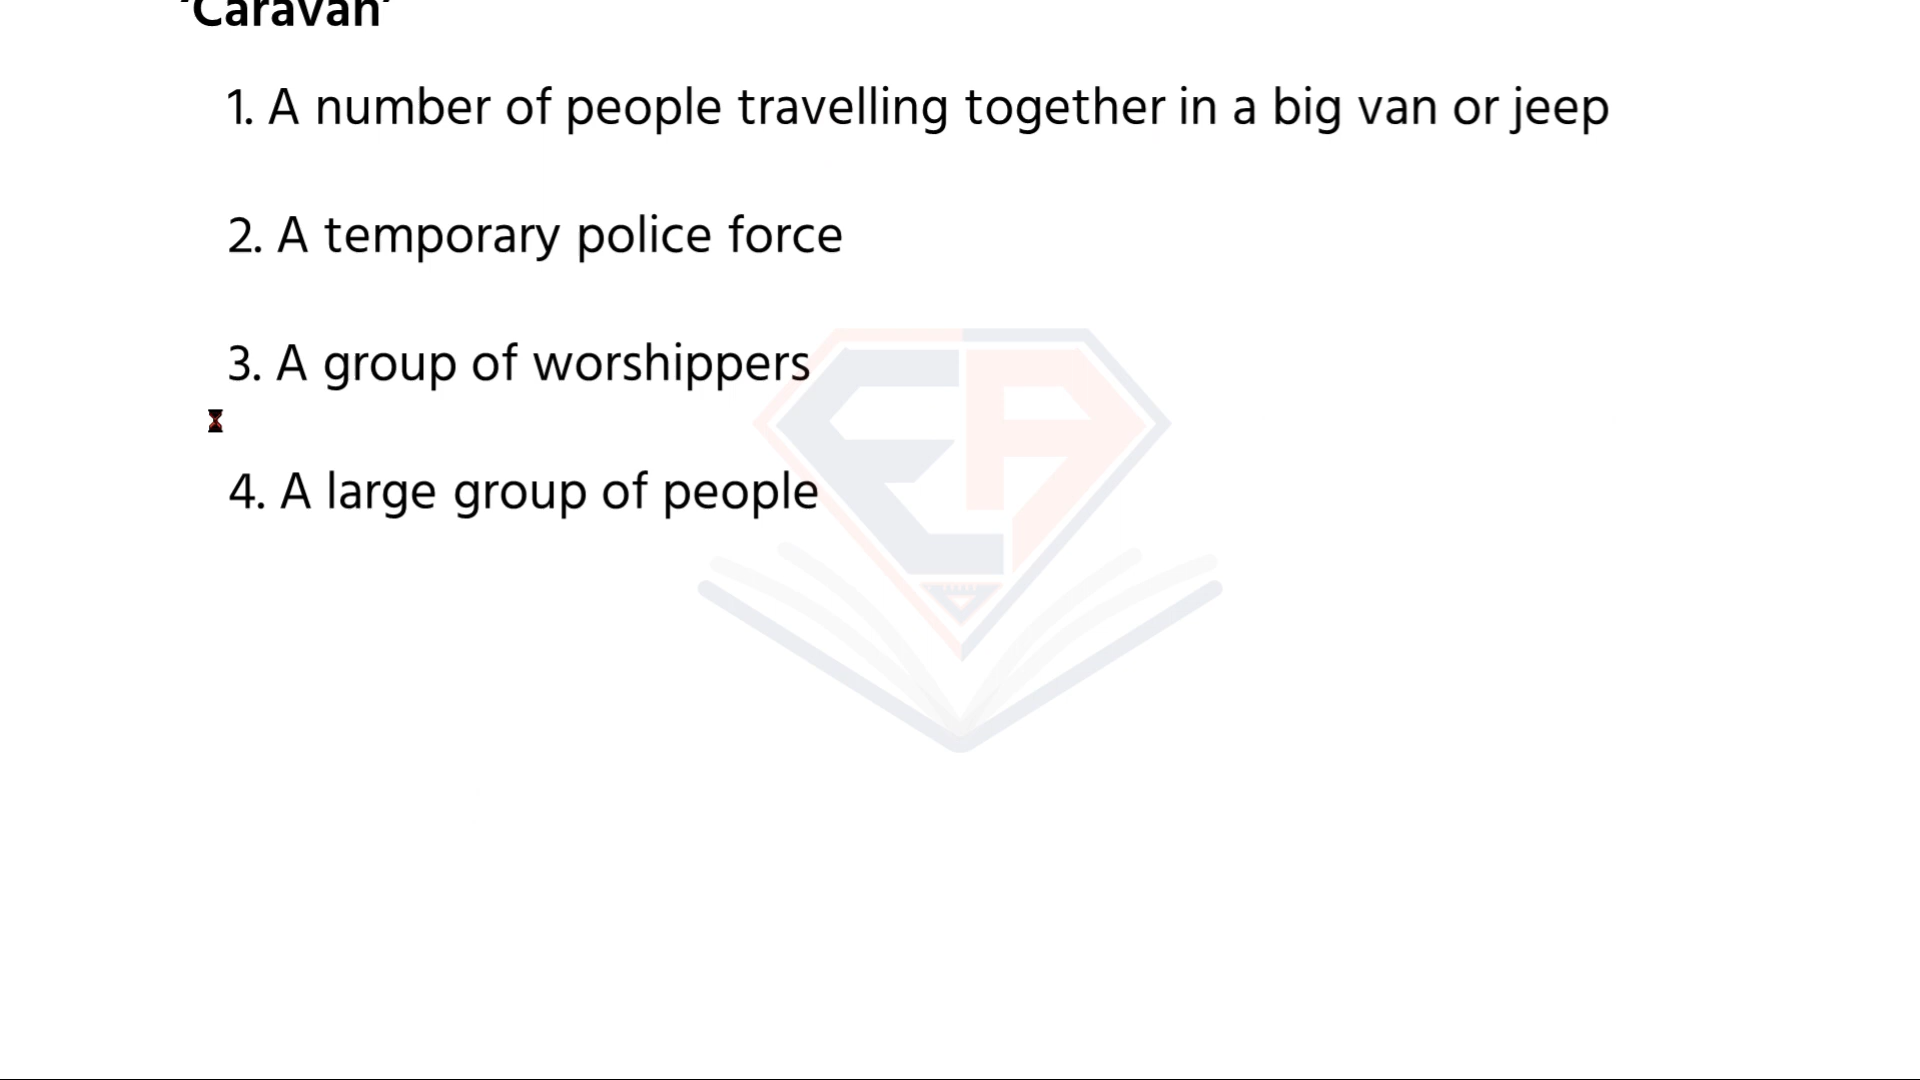 'Caravan'
1. A number of people travelling together in a big van or jeep
2. A temporary police force
3. A group of worshippers
4. A large group of people
EA